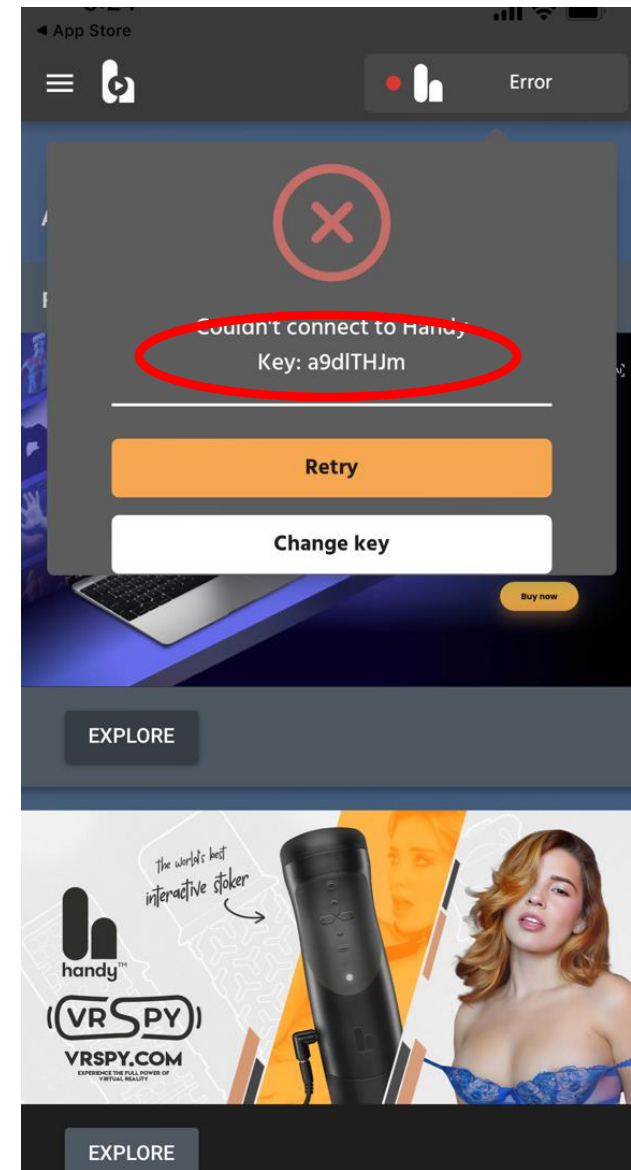 App Store
Error
Couldn't connect to Handy
Key: a9dlTHJm
Retry
Change key
Buy now
EXPLORE
The world's best
interactive stoker
handy™
VRSPY
VRSPY.COM
EXPERIENCE THE FULL POWER OF
VIRTUAL REALITY
EXPLORE